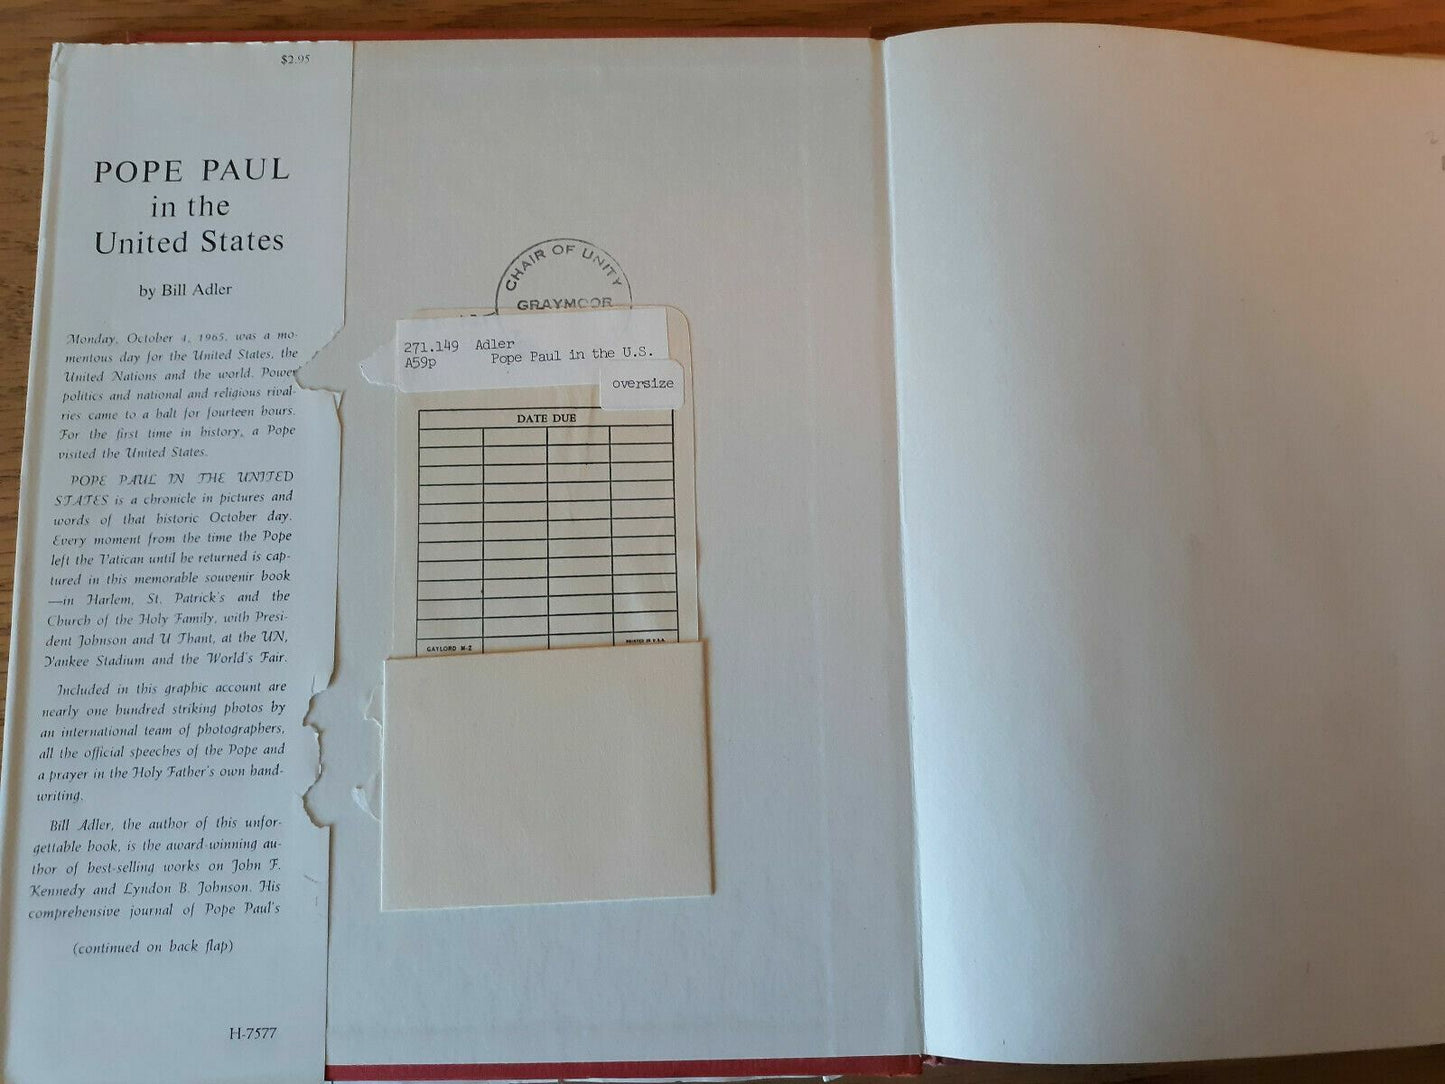 $2.95
POPE PAUL
in the
United States
by Bill Adler
Monday, October 4, 1965, was a mo-
mentous day for the United States, the
United Nations and the world. Power
politics and national and religious rival-
ries came to a halt for fourteen hours.
For the first time in history, a Pope
visited the United States.
POPE PAUL IN THE UNITED
STATES is a chronicle in pictures and
words of that historic October day.
Every moment from the time the Pope
left the Vatican until he returned is cap-
tured in this memorable souvenir book
—in Harlem, St. Patrick's and the
Church of the Holy Family, with Presi-
dent Johnson and U Thant, at the UN,
Yankee Stadium and the World's Fair.
Included in this graphic account are
nearly one hundred striking photos by
an international team of photographers,
all the official speeches of the Pope and
a prayer in the Holy Father's own hand-
writing.
Bill Adler, the author of this unfor-
gettable book, is the award-winning au-
thor of best-selling works on John F.
Kennedy and Lyndon B. Johnson. His
comprehensive journal of Pope Paul's
(continued on back flap)
H-7577
CHAIR OF UNITY
GRAYMOOR
271.149 Adler
A59p Pope Paul in the U.S.
oversize
DATE DUE
GAYLORD M-2
PRINTED IN U.S.A.